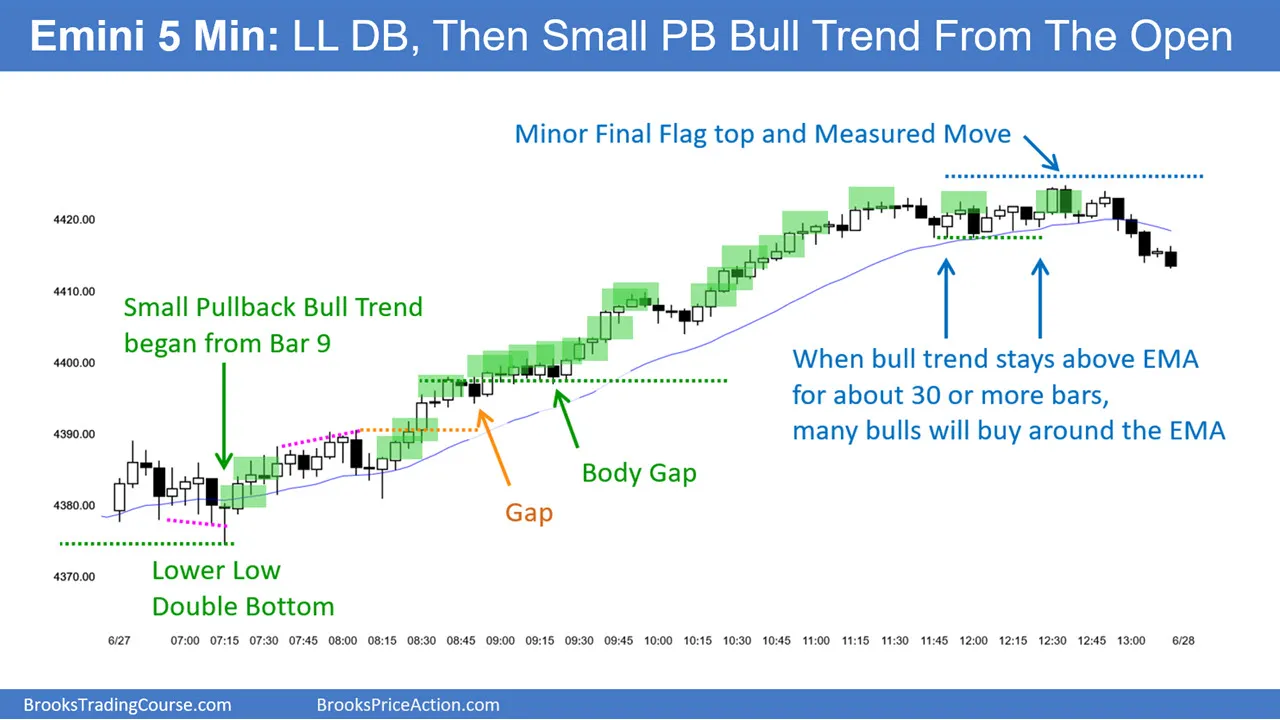 Emini 5 Min: LL DB, Then Small PB Bull Trend From The Open
Minor Final Flag top and Measured Move
4420.00
4410.00
4400.00
4390.00
4380.00
4370.00
Small Pullback Bull Trend
began from Bar 9
When bull trend stays above EMA
for about 30 or more bars,
many bulls will buy around the EMA
Body Gap
Gap
Lower Low
Double Bottom
6/27 07:00 07:15 07:30 07:45 08:00 08:15 08:30 08:45 09:00 09:15 09:30 09:45 10:00 10:15 10:30 10:45 11:00 11:15 11:30 11:45 12:00 12:15 12:30 12:45 13:00 6/28
BrooksTradingCourse.com
BrooksPriceAction.com